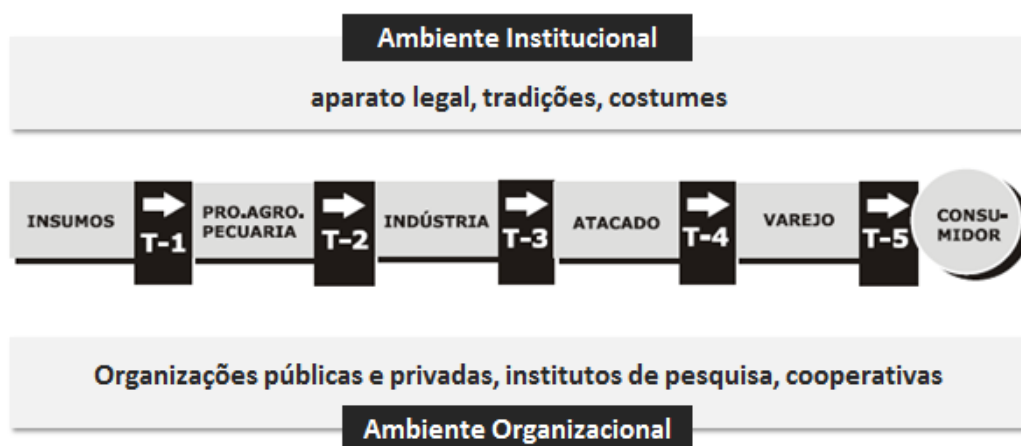 Ambiente Institucional
aparato legal, tradições, costumes
INSUMOS
T-1
PRO.AGRO.
PECUARIA
T-2
INDÚSTRIA
T-3
ATACADO
T-4
VAREJO
T-5
CONSU-
MIDOR
Organizações públicas e privadas, institutos de pesquisa, cooperativas
Ambiente Organizacional